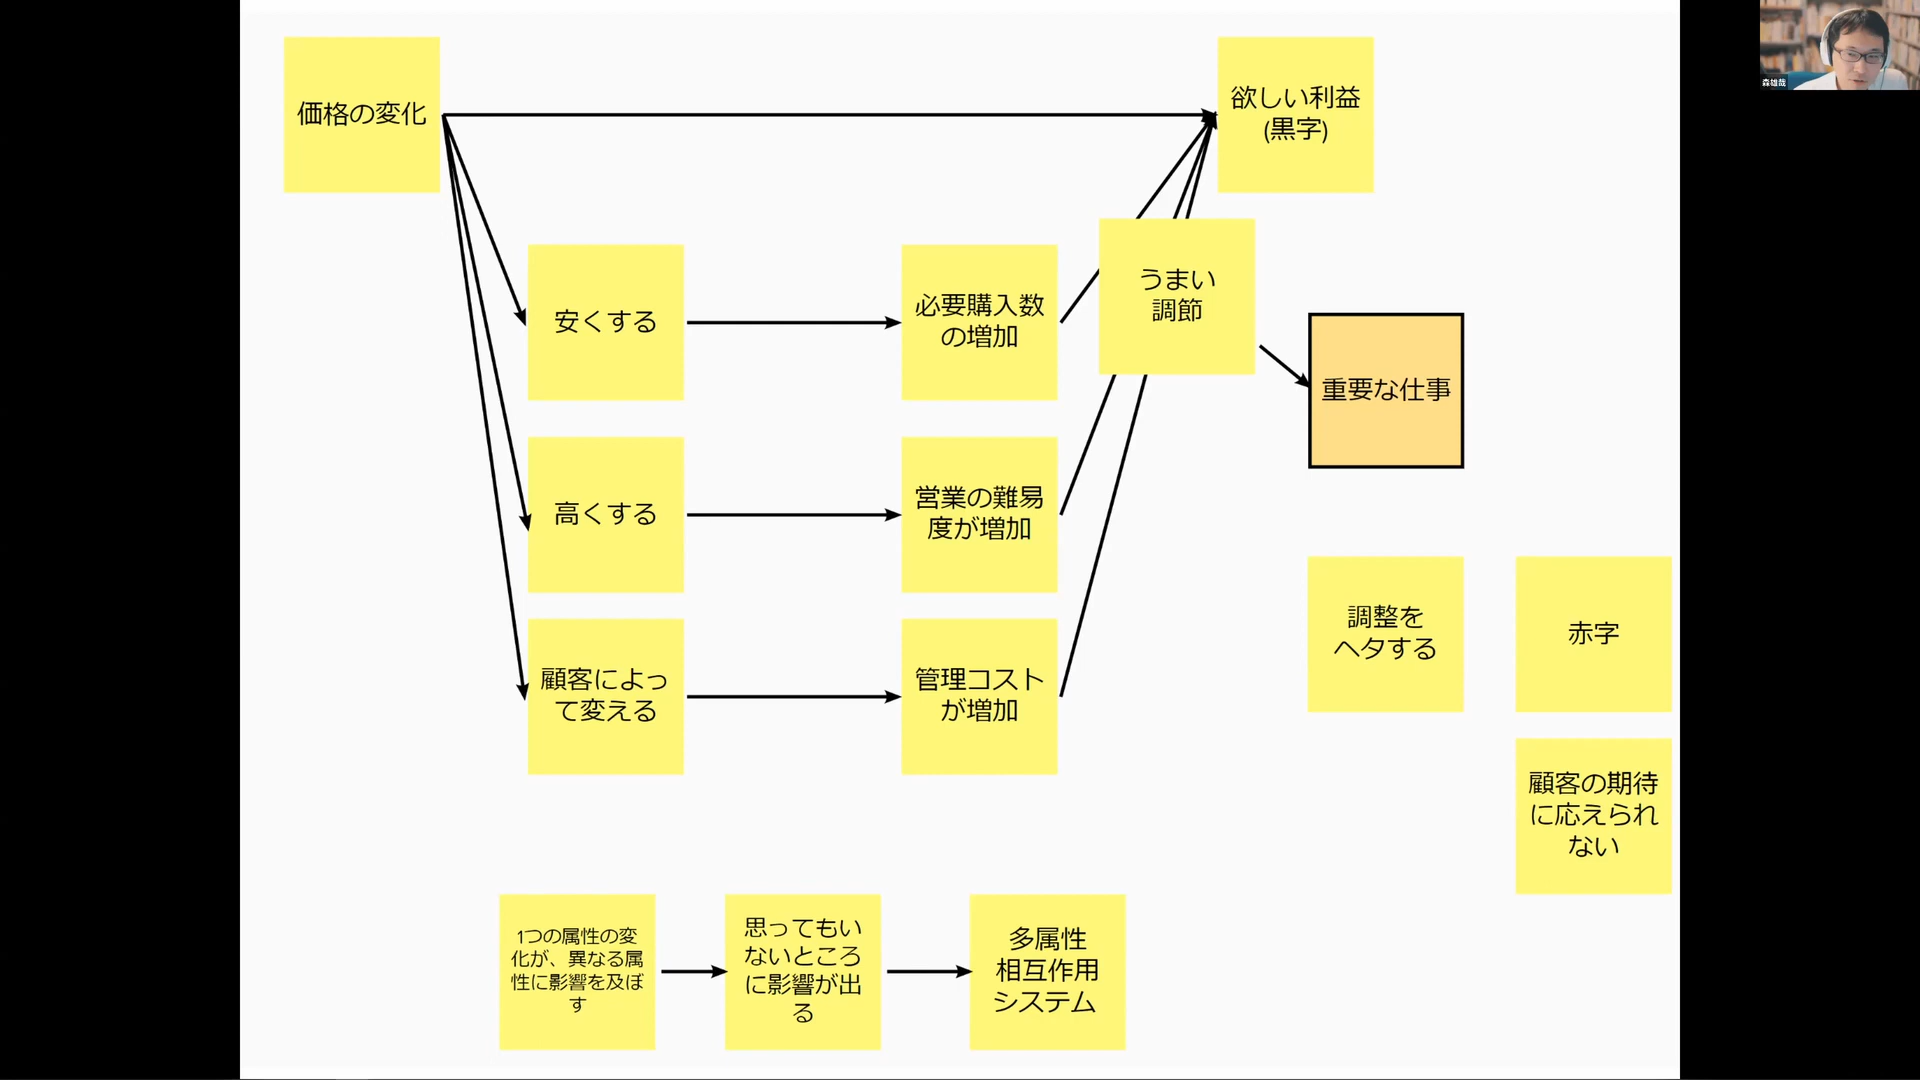 価格の変化
欲しい利益
(黒字)
うまい
調節
安くする
必要購入数
の増加
重要な仕事
高くする
営業の難易
度が増加
調整を
ヘタする
赤字
顧客によっ
て変える
管理コスト
が増加
顧客の期待
に応えられ
ない
1つの属性の変
化が、異なる属
性に影響を及ぼ
す
思ってもい
ないところ
に影響が出
る
多属性
相互作用
システム
森雄哉